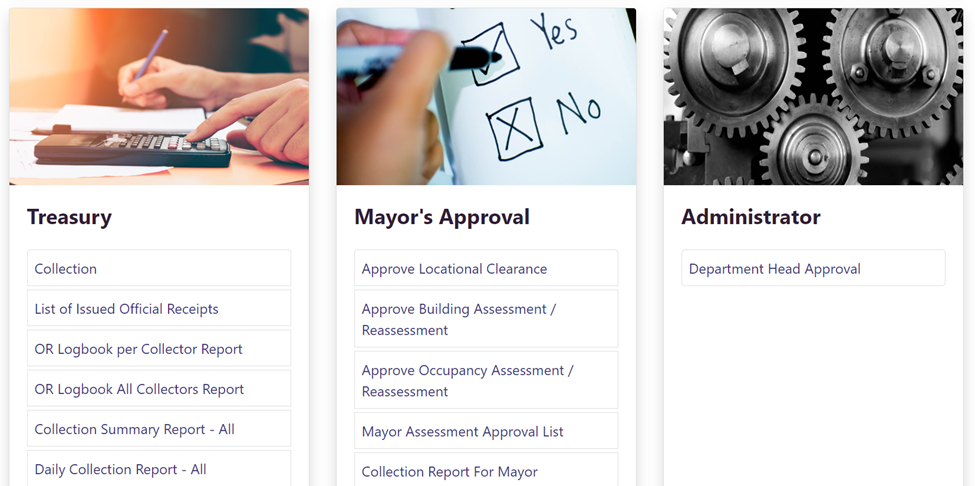 Yes
No
Treasury
Collection
List of Issued Official Receipts
OR Logbook per Collector Report
OR Logbook All Collectors Report
Collection Summary Report - All
Daily Collection Report - All
Mayor's Approval
Approve Locational Clearance
Approve Building Assessment /
Reassessment
Approve Occupancy Assessment /
Reassessment
Mayor Assessment Approval List
Collection Report For Mayor
Administrator
Department Head Approval